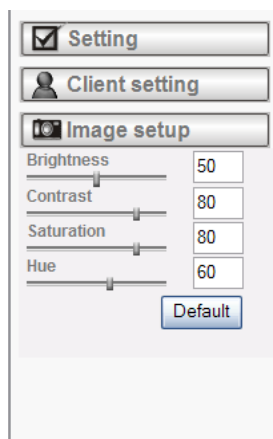 Setting
Client setting
Image setup
Brightness 50
Contrast 80
Saturation 80
Hue 60
Default